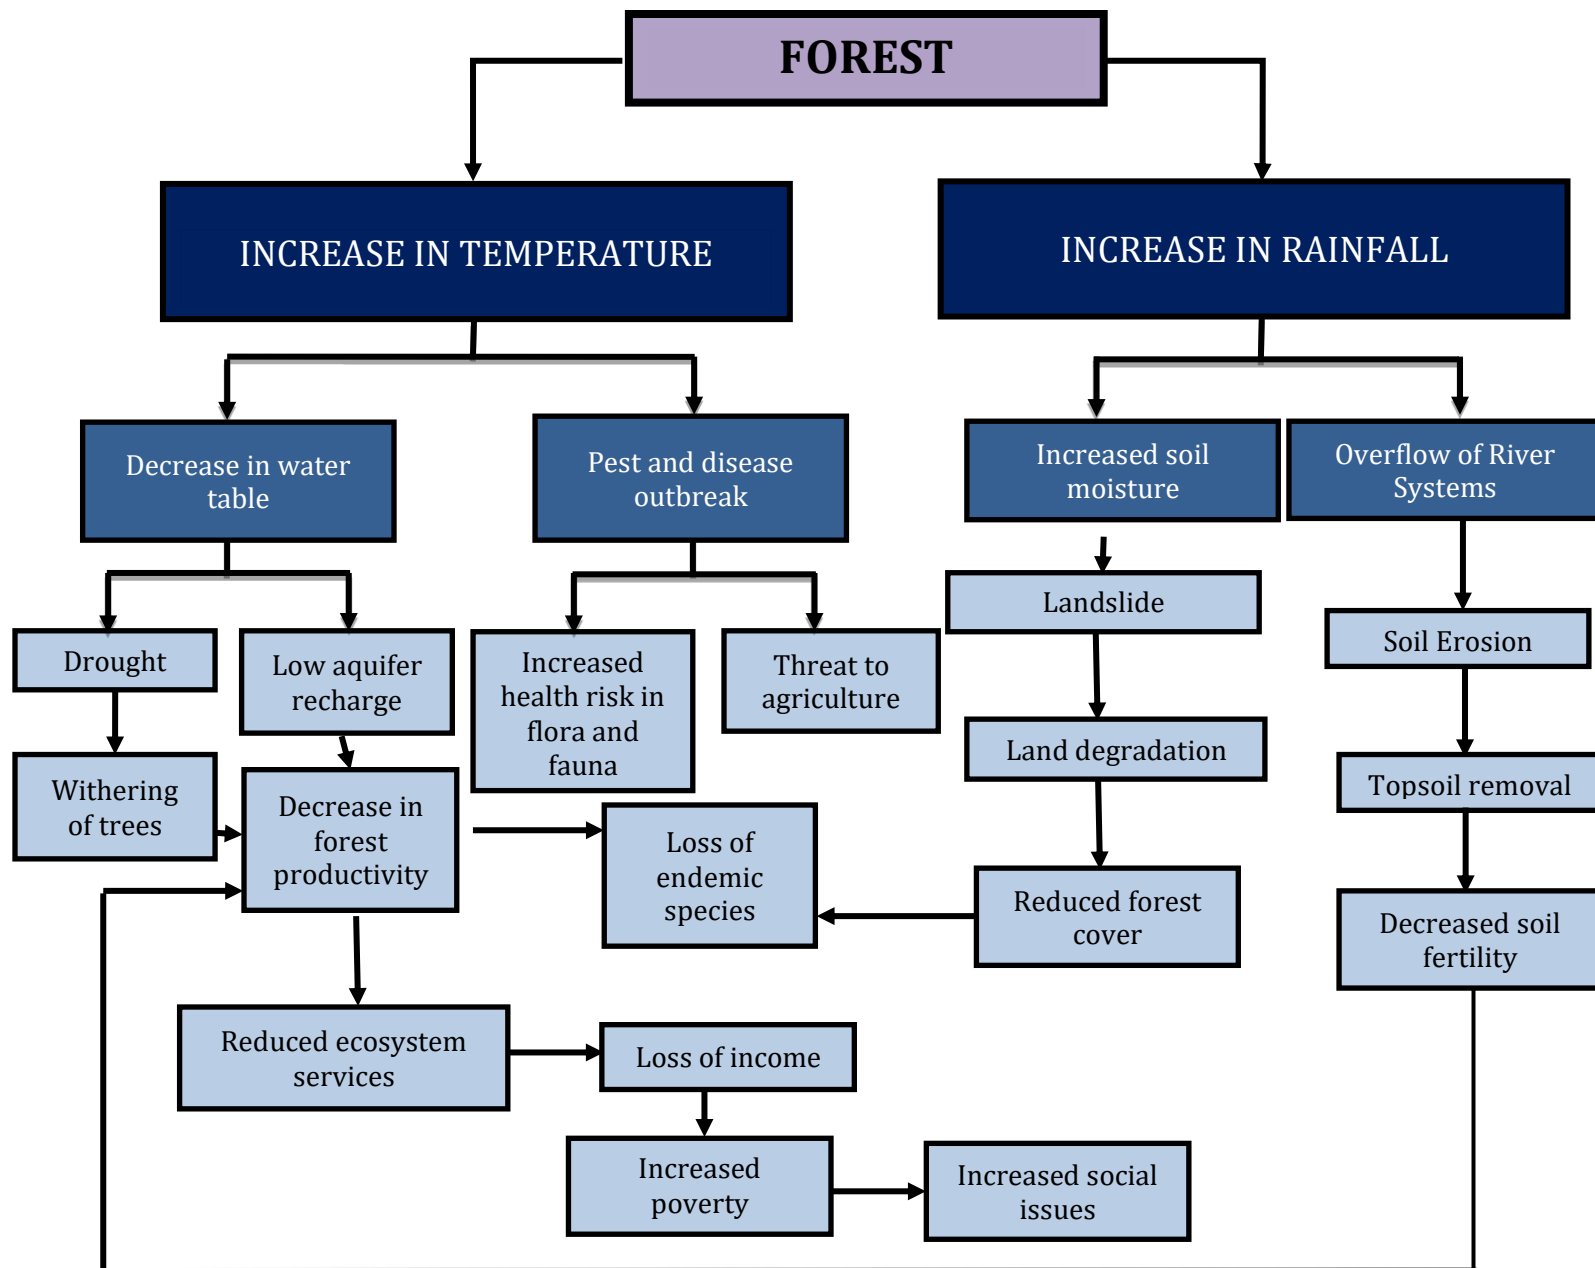 FOREST
INCREASE IN TEMPERATURE
INCREASE IN RAINFALL
Decrease in water
table
Pest and disease
outbreak
Increased soil
moisture
Overflow of River
Systems
Drought
Low aquifer
recharge
Increased
health risk in
flora and
fauna
Threat to
agriculture
Landslide
Soil Erosion
Withering
of trees
Decrease in
forest
productivity
Land degradation
Topsoil removal
Loss of
endemic
species
Reduced forest
cover
Decreased soil
fertility
Reduced ecosystem
services
Loss of income
Increased
poverty
Increased social
issues